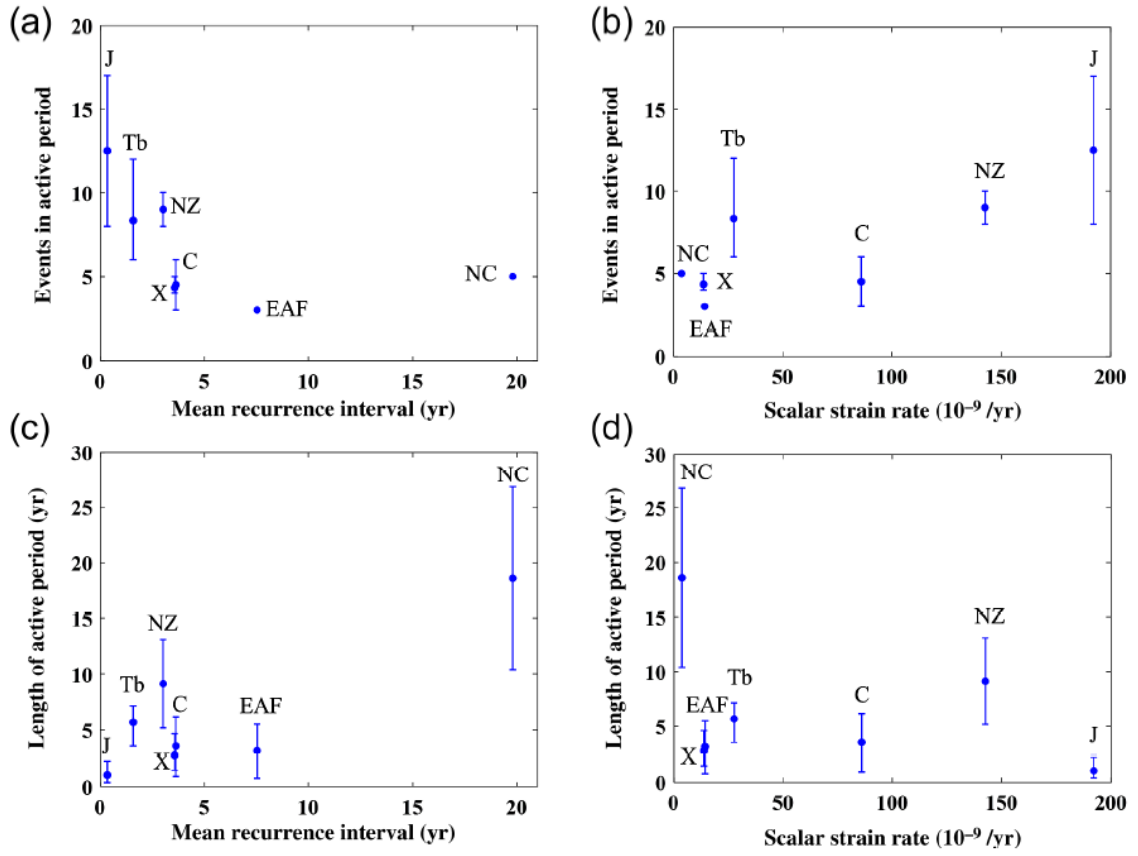 (a)
20
15
10
5
0
Events in active period
J
Tb
NZ
C
X
EAF
NC
0
5
10
15
20
Mean recurrence interval (yr)
(b)
20
15
10
5
0
Events in active period
J
Tb
NZ
C
NC
X
EAF
0
50
100
150
200
Scalar strain rate (10⁻⁹ /yr)
(c)
30
25
20
15
10
5
0
Length of active period (yr)
NC
NZ
Tb
C
EAF
J
X
0
5
10
15
20
Mean recurrence interval (yr)
(d)
30
25
20
15
10
5
0
Length of active period (yr)
NC
NZ
EAF
Tb
C
J
X
0
50
100
150
200
Scalar strain rate (10⁻⁹ /yr)